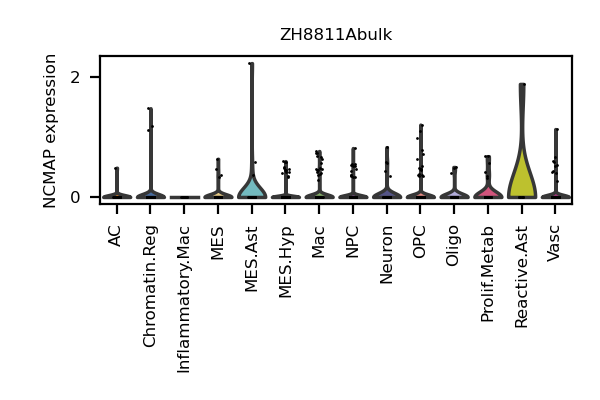 ZH8811Abulk
NCMAP expression
2
0
AC
Chromatin.Reg
Inflammatory.Mac
MES
MES.Ast
MES.Hyp
Mac
NPC
Neuron
OPC
Oligo
Prolif.Metab
Reactive.Ast
Vasc